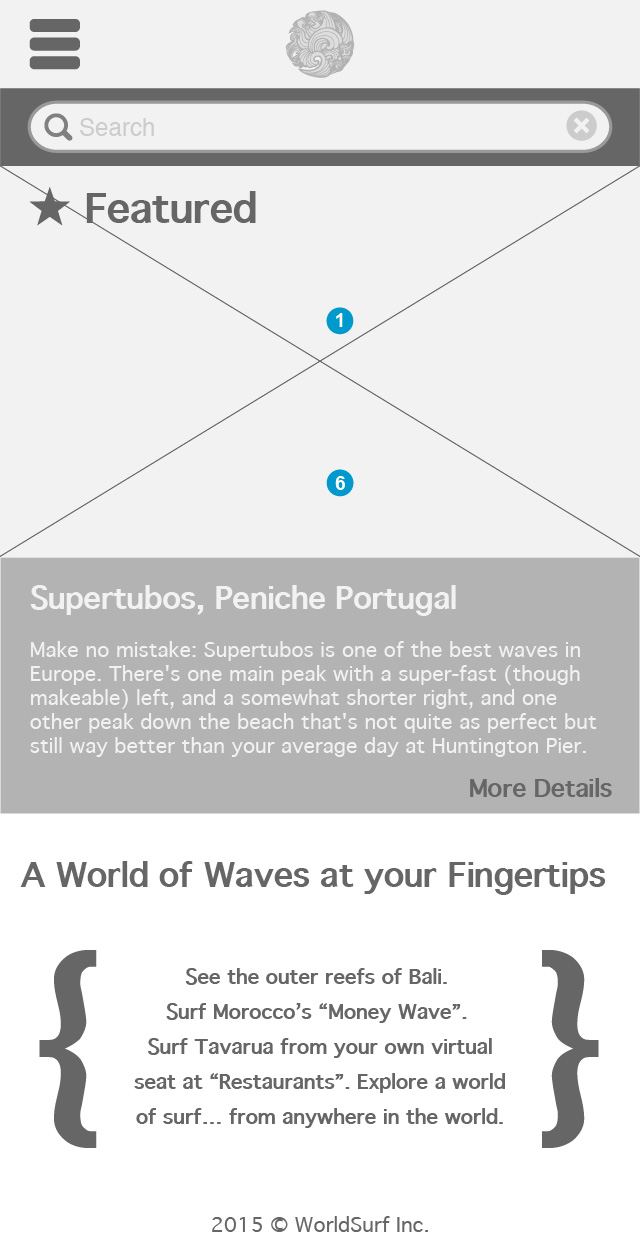 Search
Featured
1
6
Supertubos, Peniche Portugal
Make no mistake: Supertubos is one of the best waves in
Europe. There's one main peak with a super-fast (though
makeable) left, and a somewhat shorter right, and one
other peak down the beach that's not quite as perfect but
still way better than your average day at Huntington Pier.
More Details
A World of Waves at your Fingertips
See the outer reefs of Bali.
Surf Morocco’s “Money Wave”.
Surf Tavarua from your own virtual
seat at “Restaurants”. Explore a world
of surf... from anywhere in the world.
2015 © WorldSurf Inc.